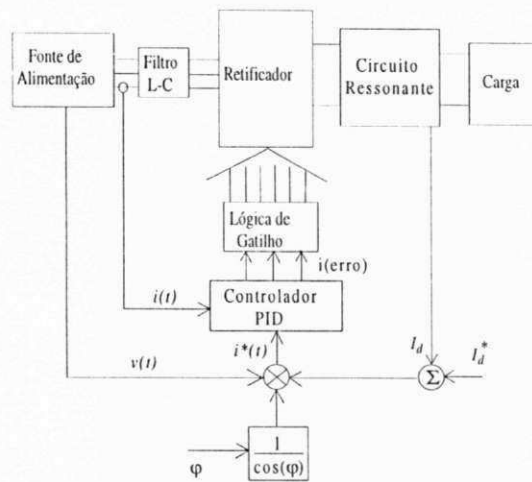 Fonte de
Alimentação
Filtro
L-C
Retificador
Circuito
Ressonante
Carga
Lógica de
Gatilho
i(erro)
i(t)
Controlador
PID
i*(t)
v(t)
I_d
Σ
I_d^*
φ
1
cos(φ)